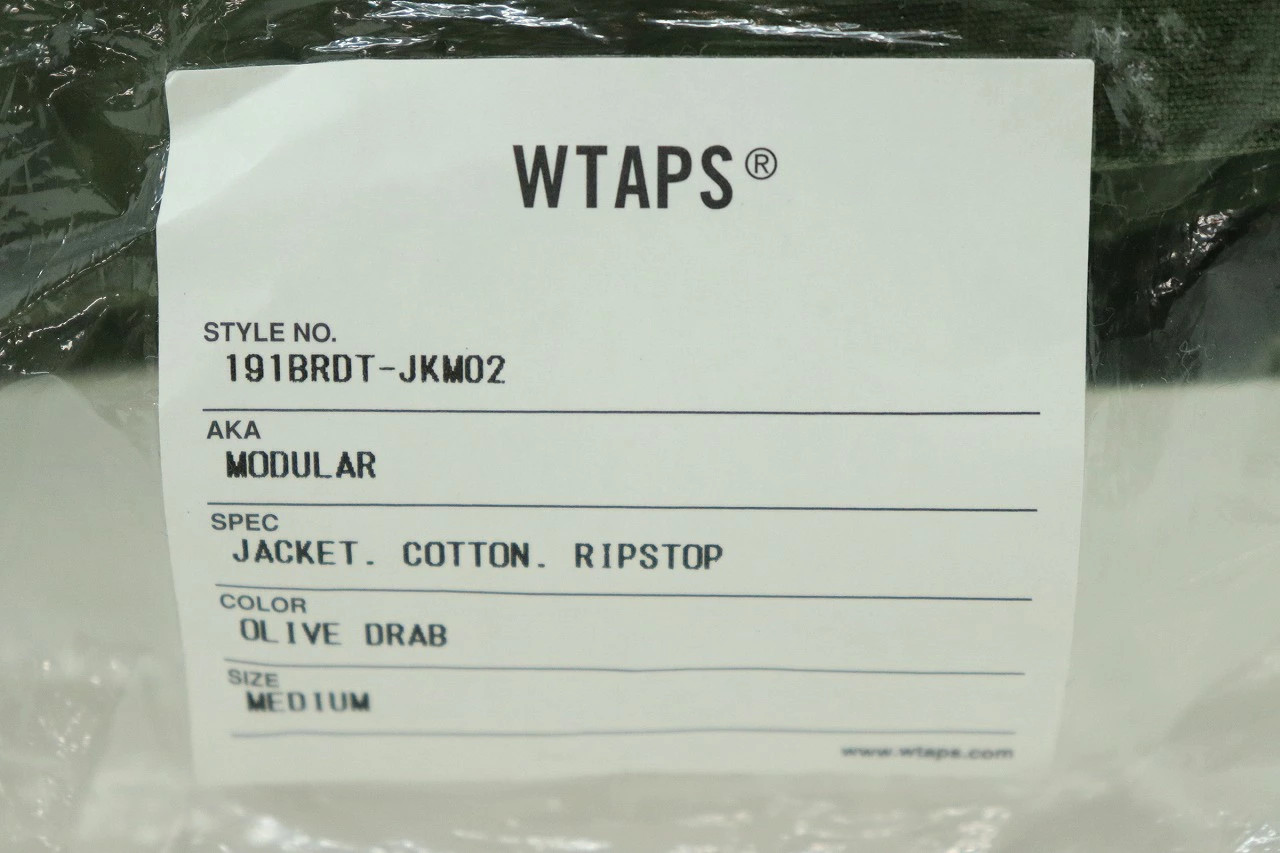 WTAPS®
STYLE NO.
191BRDT-JKM02
AKA
MODULAR
SPEC
JACKET. COTTON. RIPSTOP
COLOR
OLIVE DRAB
SIZE
MEDIUM
www.wtaps.com